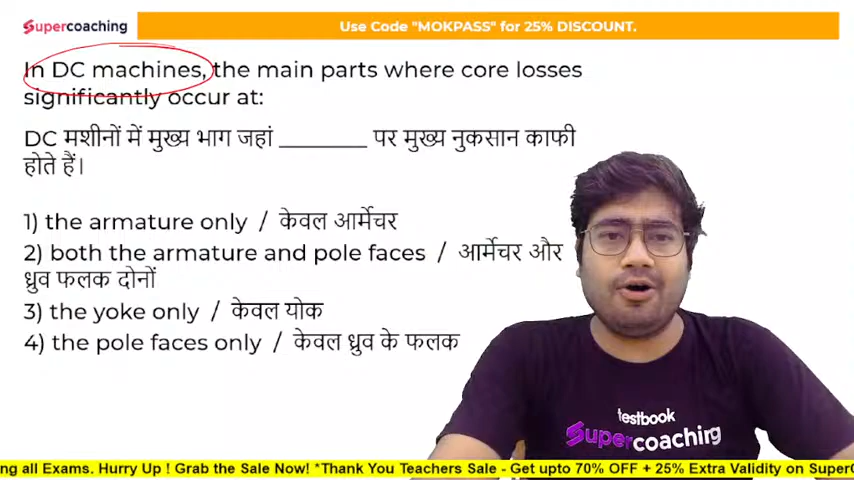 Supercoaching
Use Code "MOKPASS" for 25% DISCOUNT.
In DC machines, the main parts where core losses
significantly occur at:
DC मशीनों में मुख्य भाग जहां ________ पर मुख्य नुकसान काफी
होते हैं।
1) the armature only / केवल आर्मेचर
2) both the armature and pole faces / आर्मेचर और
ध्रुव फलक दोनों
3) the yoke only / केवल योक
4) the pole faces only / केवल ध्रुव के फलक
testbook
Supercoaching
ng all Exams. Hurry Up ! Grab the Sale Now! *Thank You Teachers Sale - Get upto 70% OFF + 25% Extra Validity on Super